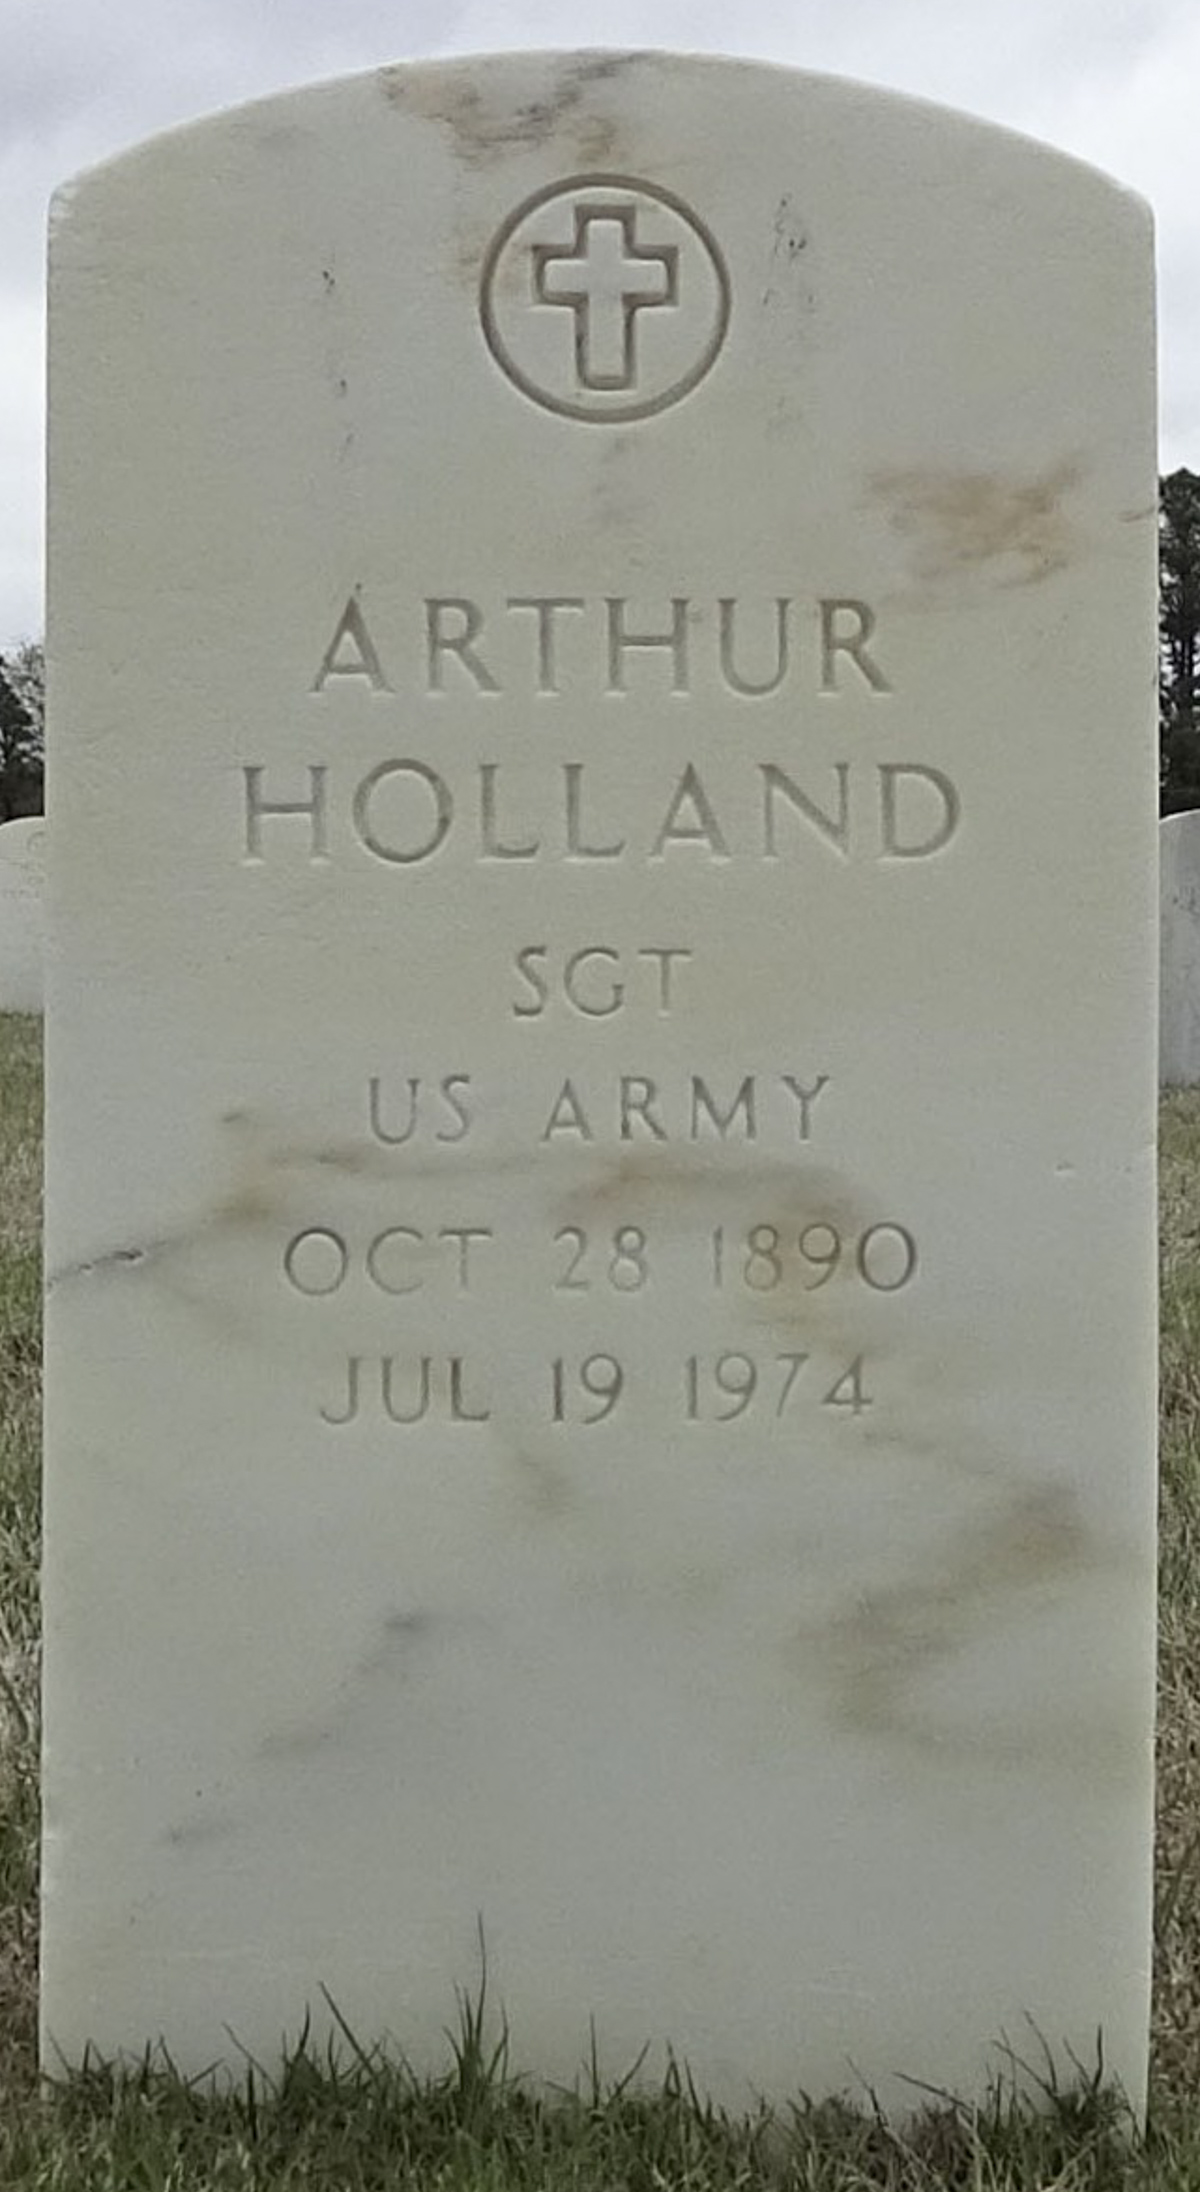 ARTHUR
HOLLAND
SGT
US ARMY
OCT 28 1890
JUL 19 1974